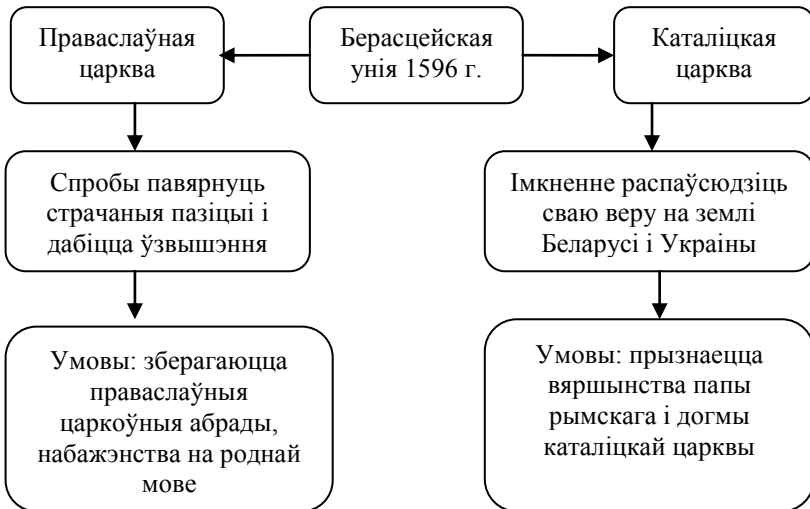 Праваслаўная
царква
Берасцейская
унія 1596 г.
Каталіцкая
царква
Спробы павярнуць
страчаныя пазіцыі і
дабіцца ўзвышэння
Імкненне распаўсюдзіць
сваю веру на землі
Беларусі і Украіны
Умовы: зберагаюцца
праваслаўныя
царкоўныя абрады,
набажэнства на роднай
мове
Умовы: прызнаецца
вяршынства папы
рымскага і догмы
каталіцкай царквы